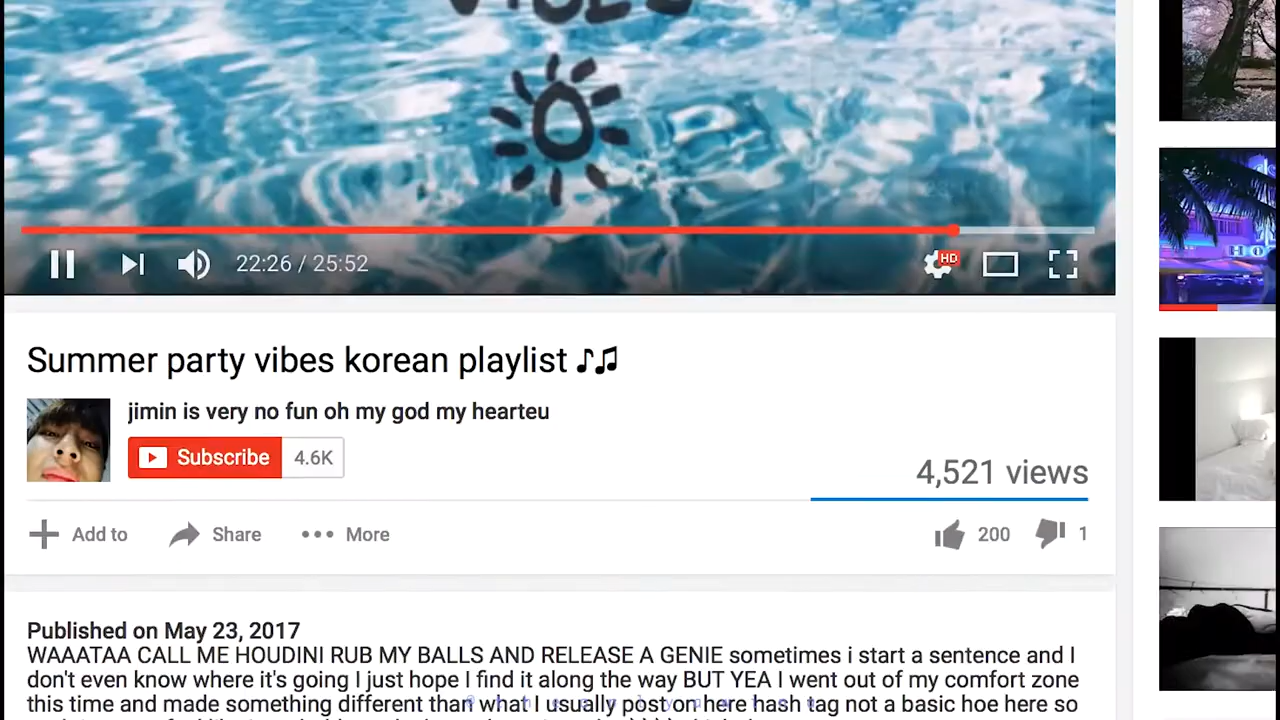 VIBES
22:26 / 25:52
HD
HO
Summer party vibes korean playlist ♪♫
jimin is very no fun oh my god my hearteu
Subscribe 4.6K
4,521 views
Add to Share More 200 1
Published on May 23, 2017
WAAATAA CALL ME HOUDINI RUB MY BALLS AND RELEASE A GENIE sometimes i start a sentence and I
don't even know where it's going I just hope I find it along the way BUT YEA I went out of my comfort zone
this time and made something different than what I usually post on here hash tag not a basic hoe here so